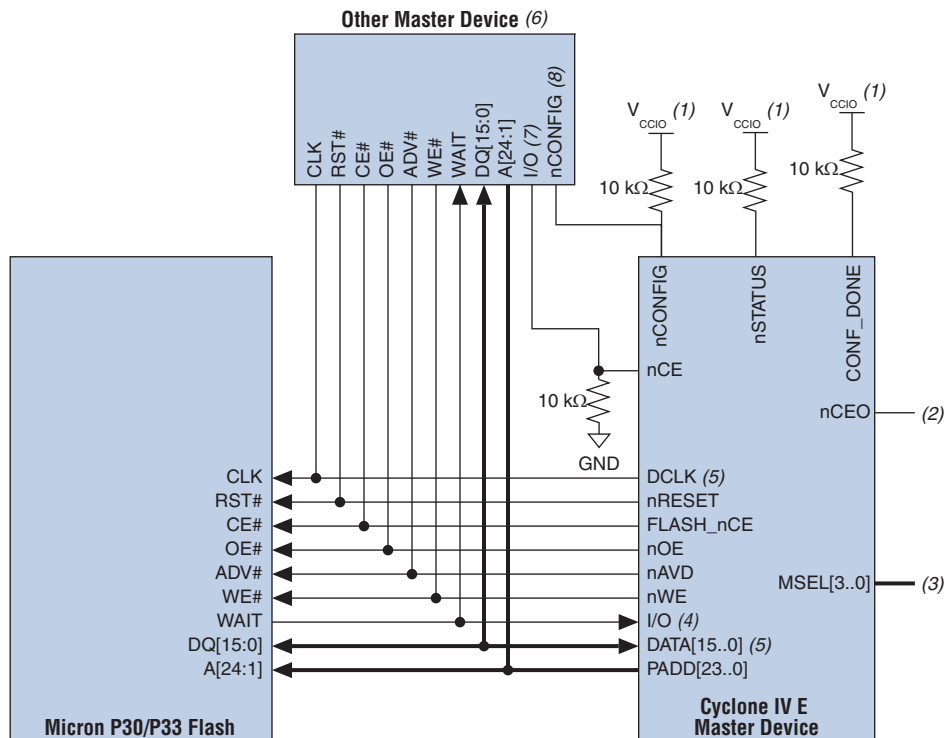 Other Master Device (6)
CLK
RST#
CE#
OE#
ADV#
WE#
WAIT
DQ[15:0]
A[24:1]
I/O (7)
nCONFIG (8)
VCCIO (1)
VCCIO (1)
VCCIO (1)
10 kΩ
10 kΩ
10 kΩ
nCONFIG
nSTATUS
CONF_DONE
nCE
10 kΩ
GND
nCEO
(2)
CLK
RST#
CE#
OE#
ADV#
WE#
WAIT
DQ[15:0]
A[24:1]
DCLK (5)
nRESET
FLASH_nCE
nOE
nAVD
nWE
I/O (4)
DATA[15..0] (5)
PADD[23..0]
MSEL[3..0]
(3)
Micron P30/P33 Flash
Cyclone IV E
Master Device